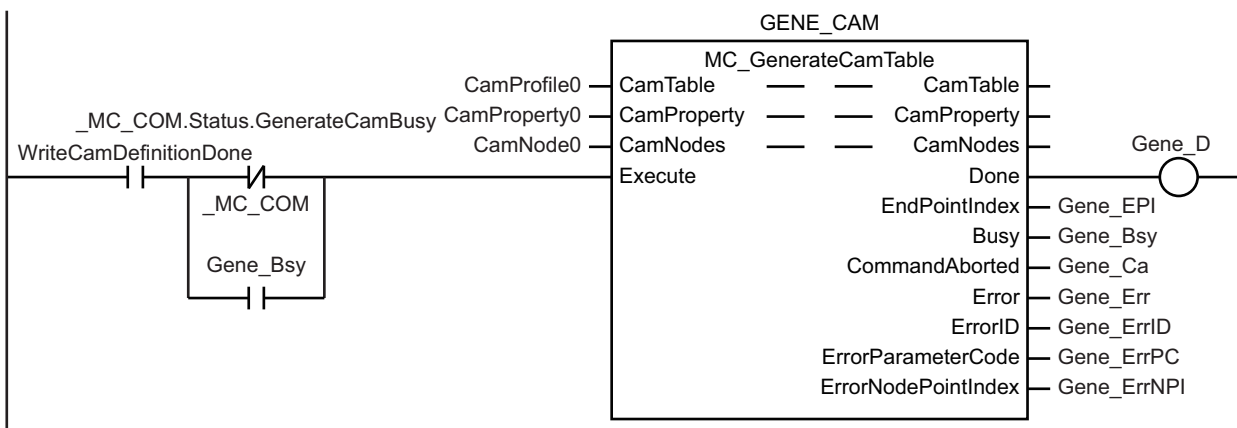 GENE_CAM
MC_GenerateCamTable
CamProfile0 CamTable CamTable
_MC_COM.Status.GenerateCamBusy CamProperty0 CamProperty CamProperty
WriteCamDefinitionDone CamNode0 CamNodes CamNodes Gene_D
Execute Done
_MC_COM EndPointIndex Gene_EPI
Busy Gene_Bsy
Gene_Bsy CommandAborted Gene_Ca
Error Gene_Err
ErrorID Gene_ErrID
ErrorParameterCode Gene_ErrPC
ErrorNodePointIndex Gene_ErrNPI